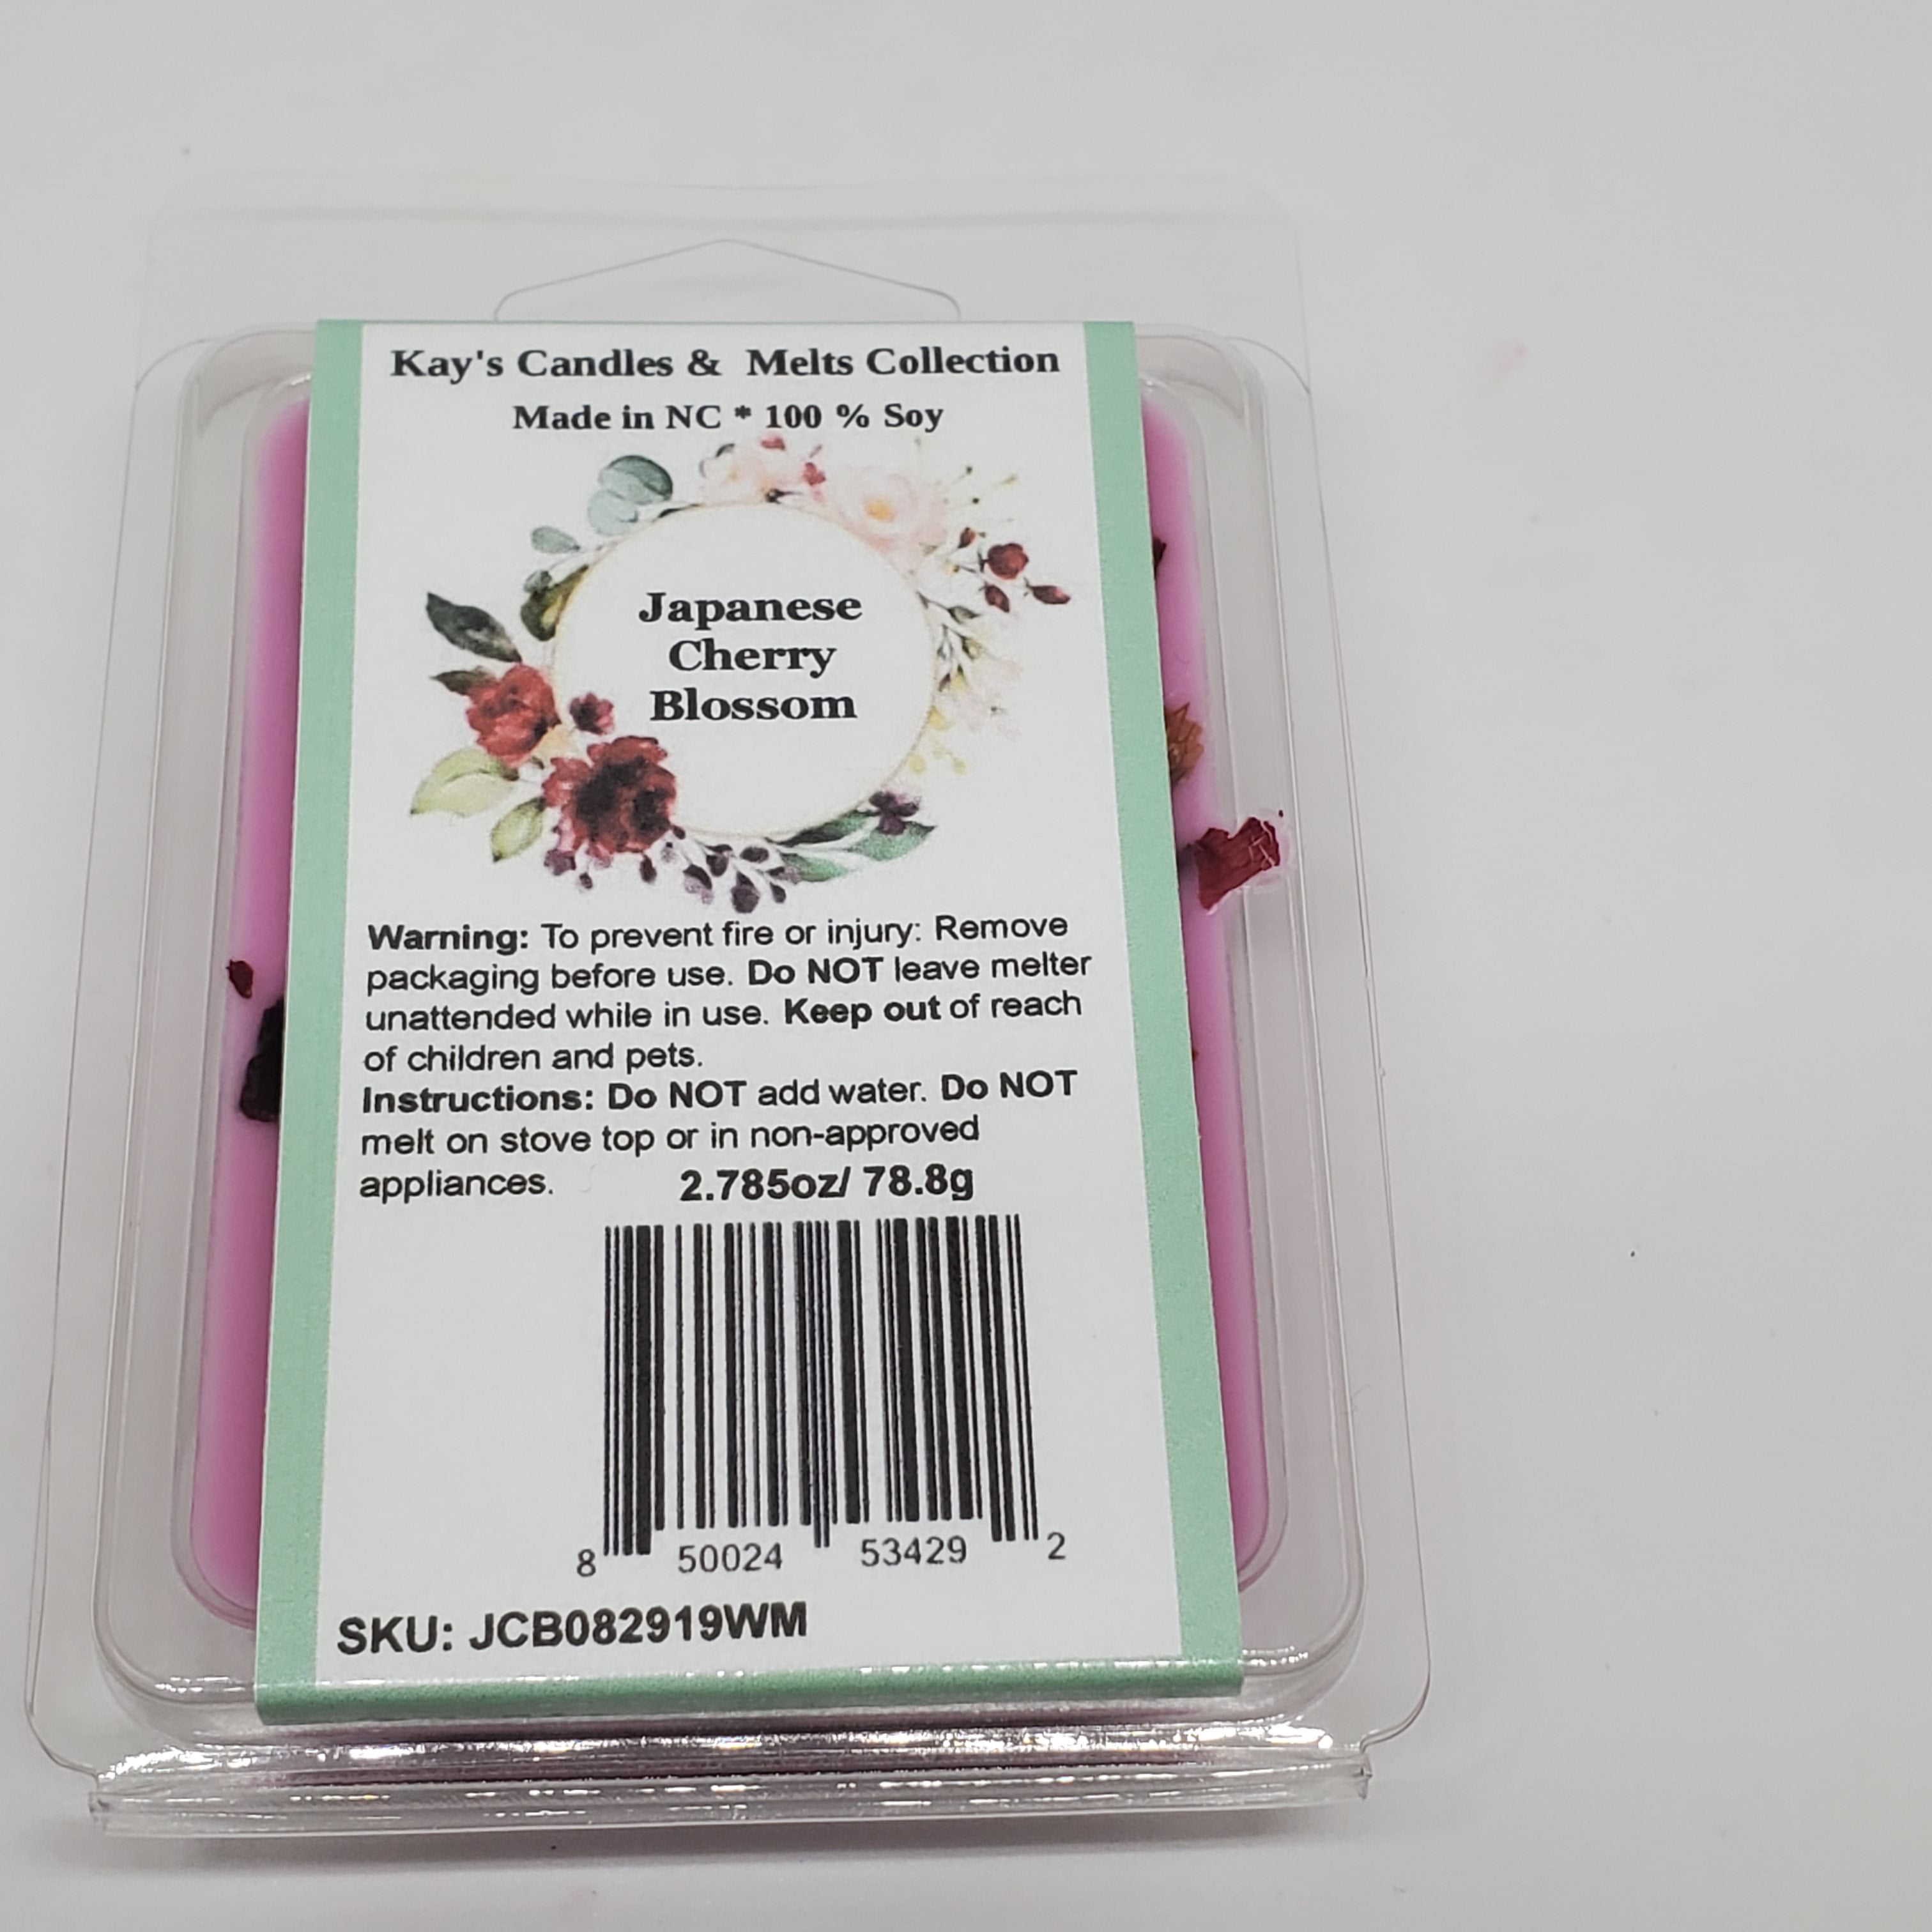 Kay's Candles & Melts Collection
Made in NC * 100 % Soy
Japanese
Cherry
Blossom
Warning: To prevent fire or injury: Remove
packaging before use. Do NOT leave melter
unattended while in use. Keep out of reach
of children and pets.
Instructions: Do NOT add water. Do NOT
melt on stove top or in non-approved
appliances. 2.785oz/ 78.8g
8 50024 53429 2
SKU: JCB082919WM